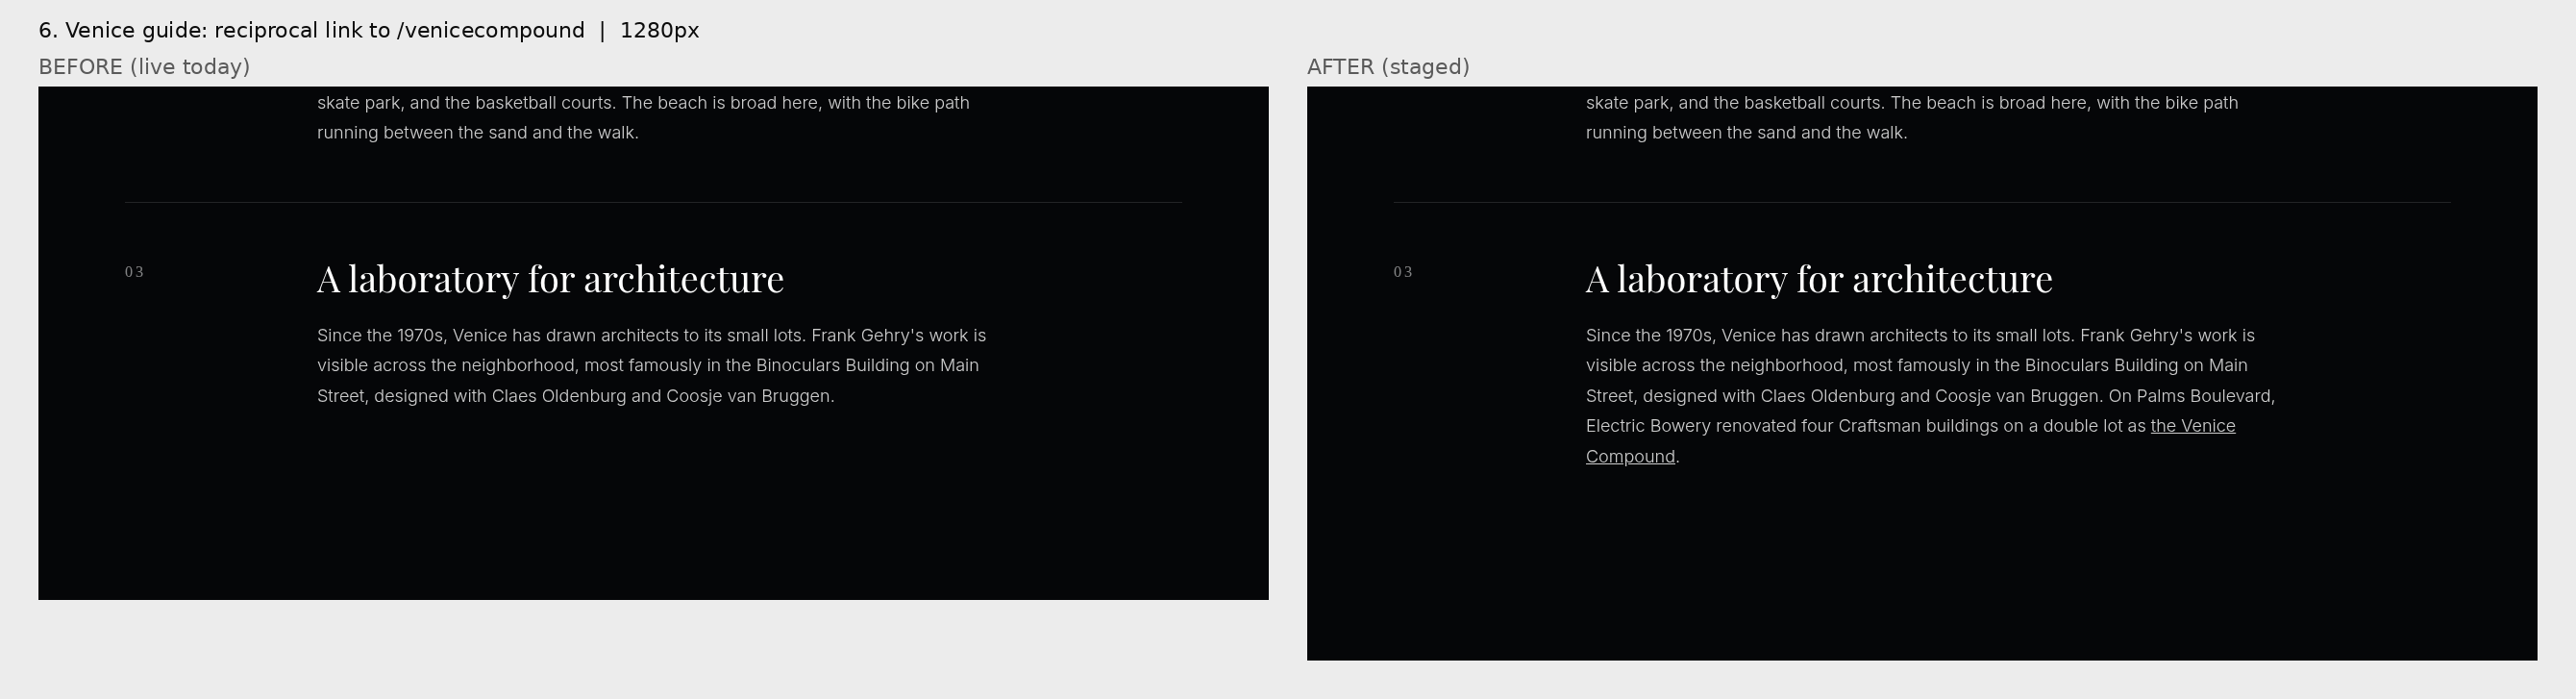 6. Venice guide: reciprocal link to /venicecompound | 1280px
BEFORE (live today)
skate park, and the basketball courts. The beach is broad here, with the bike path
running between the sand and the walk.
03
A laboratory for architecture
Since the 1970s, Venice has drawn architects to its small lots. Frank Gehry's work is
visible across the neighborhood, most famously in the Binoculars Building on Main
Street, designed with Claes Oldenburg and Coosje van Bruggen.
AFTER (staged)
skate park, and the basketball courts. The beach is broad here, with the bike path
running between the sand and the walk.
03
A laboratory for architecture
Since the 1970s, Venice has drawn architects to its small lots. Frank Gehry's work is
visible across the neighborhood, most famously in the Binoculars Building on Main
Street, designed with Claes Oldenburg and Coosje van Bruggen. On Palms Boulevard,
Electric Bowery renovated four Craftsman buildings on a double lot as the Venice
Compound.